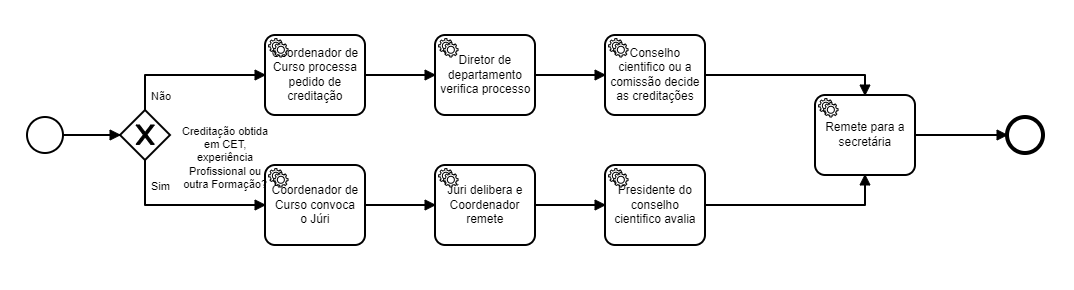 Não
Creditação obtida
em CET,
experiência
Profissional ou
outra Formação?
Sim
Coordenador de
Curso processa
pedido de
creditação
Diretor de
departamento
verifica processo
Conselho
cientifico ou a
comissão decide
as creditações
Coordenador de
Curso convoca
o Júri
Júri delibera e
Coordenador
remete
Presidente do
conselho
cientifico avalia
Remete para a
secretária